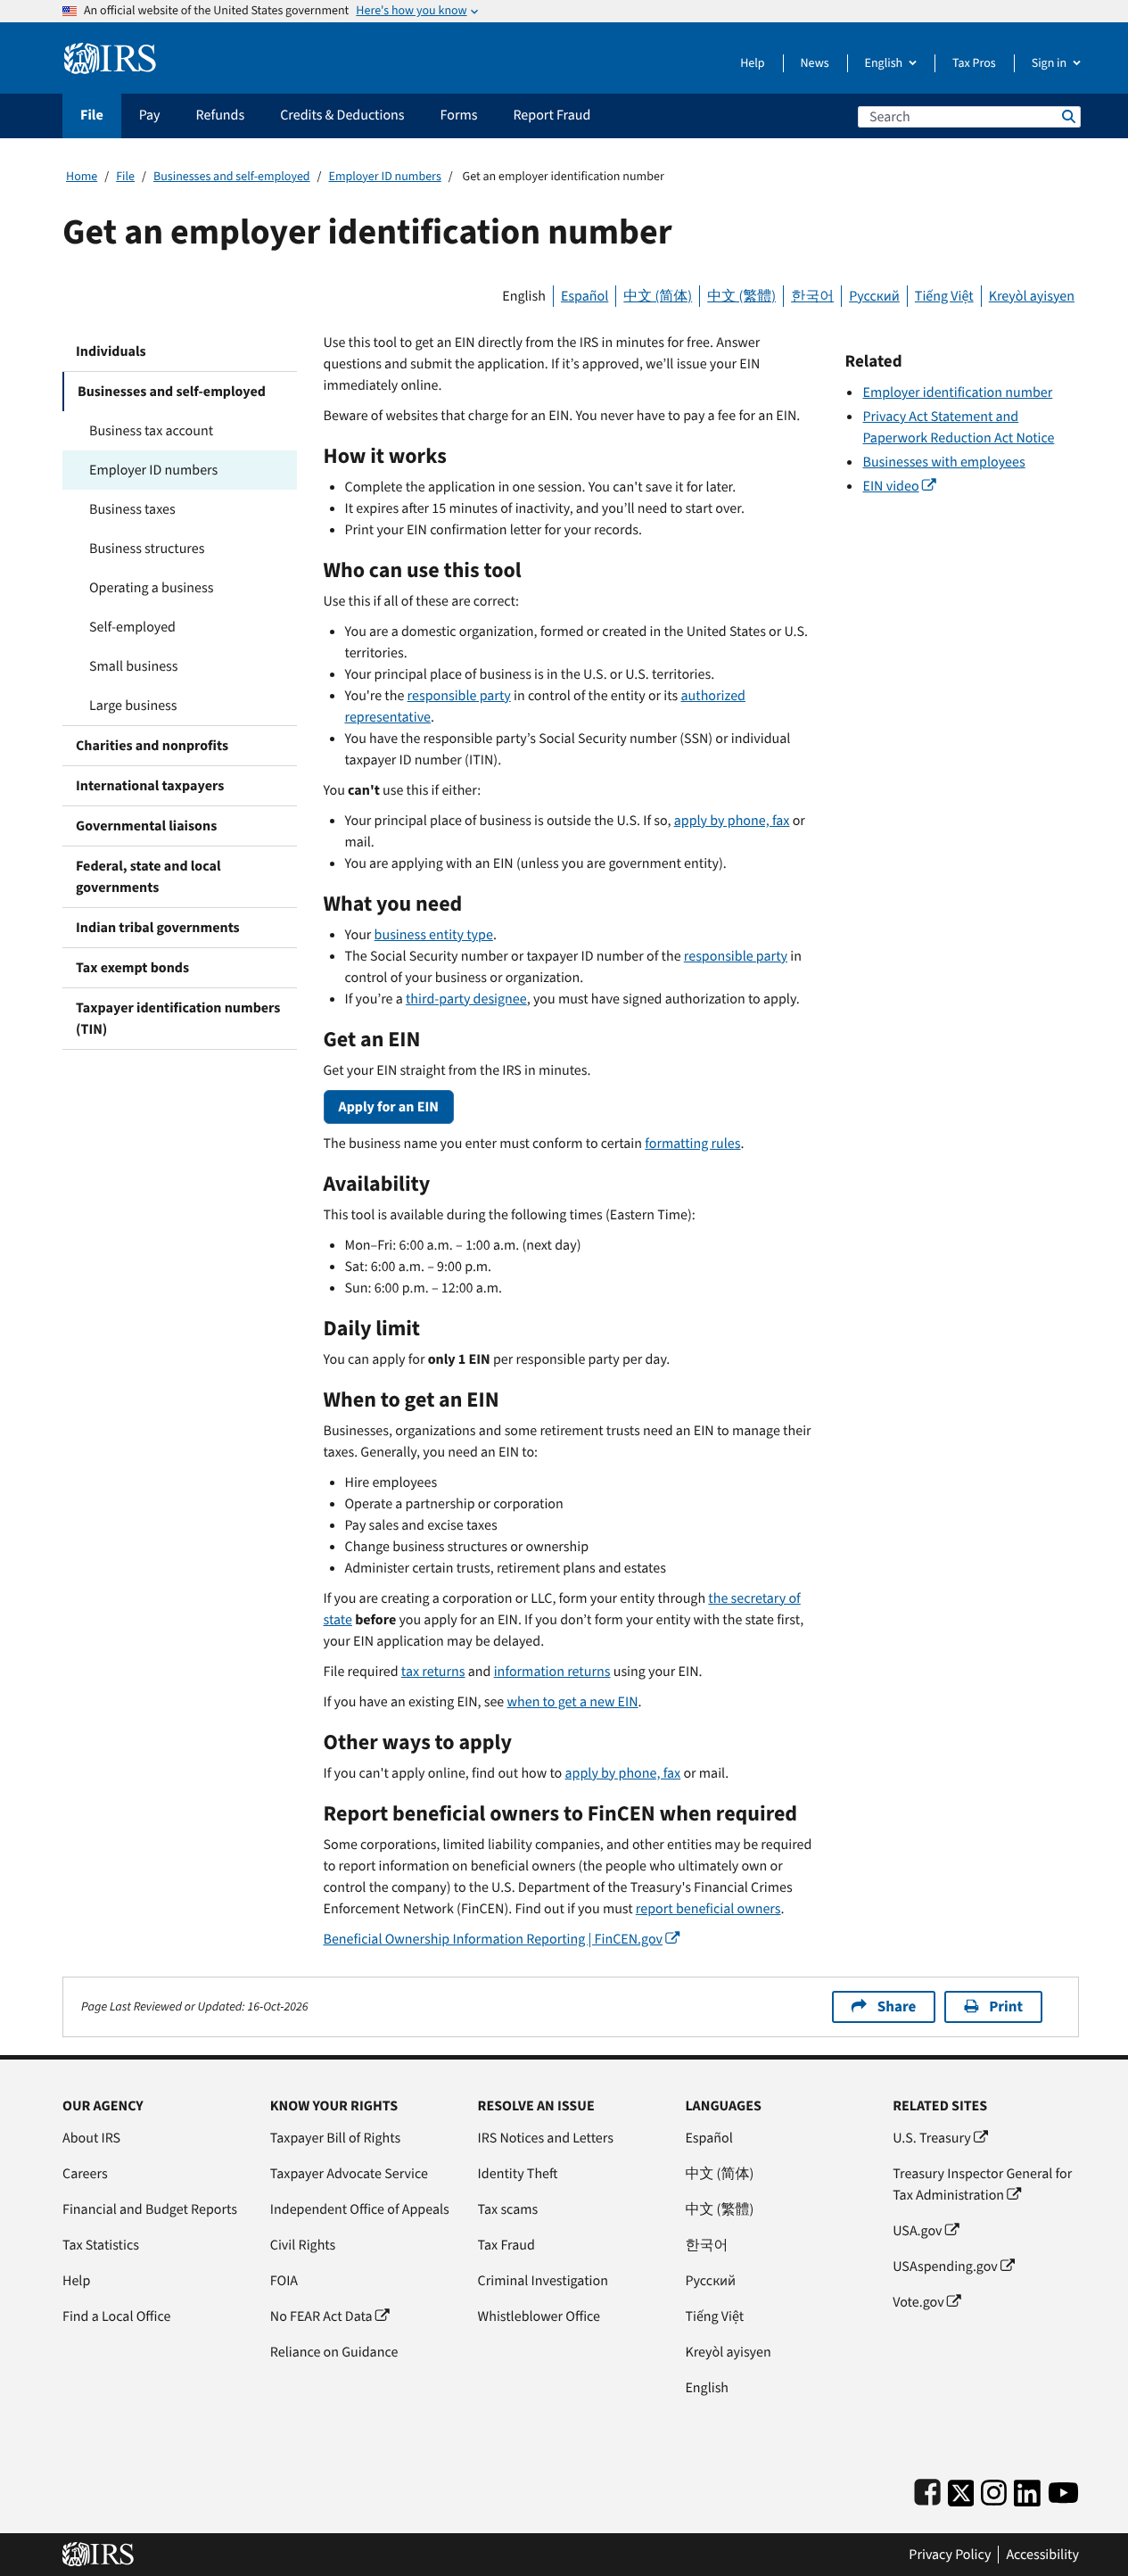 An official website of the United States government Here's how you know
IRS
Help
News
English
Tax Pros
Sign in
File
Pay
Refunds
Credits & Deductions
Forms
Report Fraud
Search
Home / File / Businesses and self-employed / Employer ID numbers / Get an employer identification number
Get an employer identification number
English
Español
中文 (简体)
中文 (繁體)
한국어
Русский
Tiếng Việt
Kreyòl ayisyen
Individuals
Businesses and self-employed
Business tax account
Employer ID numbers
Business taxes
Business structures
Operating a business
Self-employed
Small business
Large business
Charities and nonprofits
International taxpayers
Governmental liaisons
Federal, state and local
governments
Indian tribal governments
Tax exempt bonds
Taxpayer identification numbers
(TIN)
Use this tool to get an EIN directly from the IRS in minutes for free. Answer
questions and submit the application. If it’s approved, we’ll issue your EIN
immediately online.
Beware of websites that charge for an EIN. You never have to pay a fee for an EIN.
How it works
Complete the application in one session. You can't save it for later.
It expires after 15 minutes of inactivity, and you’ll need to start over.
Print your EIN confirmation letter for your records.
Who can use this tool
Use this if all of these are correct:
You are a domestic organization, formed or created in the United States or U.S.
territories.
Your principal place of business is in the U.S. or U.S. territories.
You're the responsible party in control of the entity or its authorized
representative.
You have the responsible party’s Social Security number (SSN) or individual
taxpayer ID number (ITIN).
You can't use this if either:
Your principal place of business is outside the U.S. If so, apply by phone, fax or
mail.
You are applying with an EIN (unless you are government entity).
What you need
Your business entity type.
The Social Security number or taxpayer ID number of the responsible party in
control of your business or organization.
If you’re a third-party designee, you must have signed authorization to apply.
Get an EIN
Get your EIN straight from the IRS in minutes.
Apply for an EIN
The business name you enter must conform to certain formatting rules.
Availability
This tool is available during the following times (Eastern Time):
Mon–Fri: 6:00 a.m. – 1:00 a.m. (next day)
Sat: 6:00 a.m. – 9:00 p.m.
Sun: 6:00 p.m. – 12:00 a.m.
Daily limit
You can apply for only 1 EIN per responsible party per day.
When to get an EIN
Businesses, organizations and some retirement trusts need an EIN to manage their
taxes. Generally, you need an EIN to:
Hire employees
Operate a partnership or corporation
Pay sales and excise taxes
Change business structures or ownership
Administer certain trusts, retirement plans and estates
If you are creating a corporation or LLC, form your entity through the secretary of
state before you apply for an EIN. If you don’t form your entity with the state first,
your EIN application may be delayed.
File required tax returns and information returns using your EIN.
If you have an existing EIN, see when to get a new EIN.
Other ways to apply
If you can't apply online, find out how to apply by phone, fax or mail.
Report beneficial owners to FinCEN when required
Some corporations, limited liability companies, and other entities may be required
to report information on beneficial owners (the people who ultimately own or
control the company) to the U.S. Department of the Treasury's Financial Crimes
Enforcement Network (FinCEN). Find out if you must report beneficial owners.
Beneficial Ownership Information Reporting | FinCEN.gov
Related
Employer identification number
Privacy Act Statement and
Paperwork Reduction Act Notice
Businesses with employees
EIN video
Page Last Reviewed or Updated: 16-Oct-2026
Share
Print
OUR AGENCY
About IRS
Careers
Financial and Budget Reports
Tax Statistics
Help
Find a Local Office
KNOW YOUR RIGHTS
Taxpayer Bill of Rights
Taxpayer Advocate Service
Independent Office of Appeals
Civil Rights
FOIA
No FEAR Act Data
Reliance on Guidance
RESOLVE AN ISSUE
IRS Notices and Letters
Identity Theft
Tax scams
Tax Fraud
Criminal Investigation
Whistleblower Office
LANGUAGES
Español
中文 (简体)
中文 (繁體)
한국어
Русский
Tiếng Việt
Kreyòl ayisyen
English
RELATED SITES
U.S. Treasury
Treasury Inspector General for
Tax Administration
USA.gov
USAspending.gov
Vote.gov
IRS
Privacy Policy
Accessibility